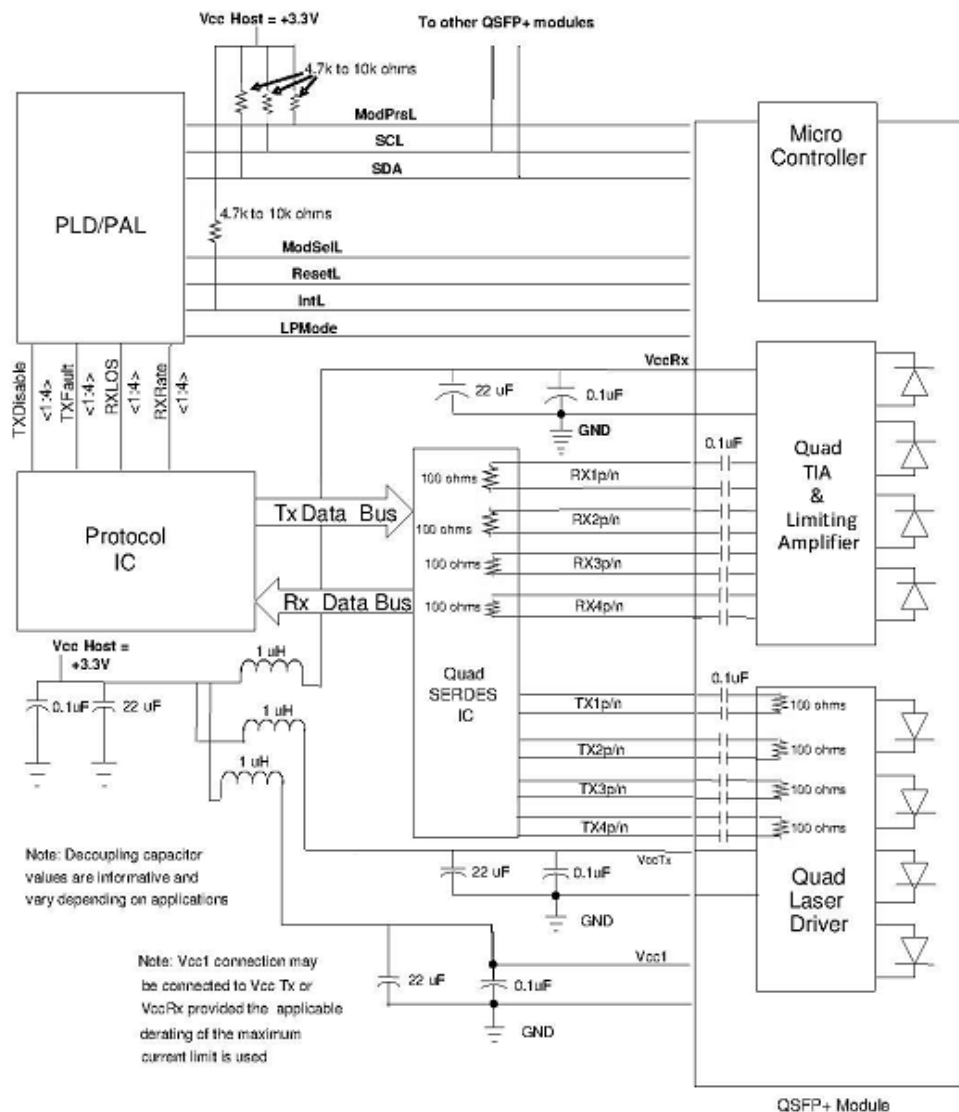 Vcc Host = +3.3V
To other QSFP+ modules
4.7k to 10k ohms
ModPrsL
SCL
SDA
PLD/PAL
4.7k to 10k ohms
ModSelL
ResetL
IntL
LPMode
Micro
Controller
TXDisable
<1:4>
TXFault
<1:4>
RXLOS
<1:4>
RXRate
<1:4>
VccRx
22 uF
0.1uF
GND
0.1uF
Protocol
IC
Tx Data Bus
Rx Data Bus
100 ohms
100 ohms
100 ohms
100 ohms
RX1p/n
RX2p/n
RX3p/n
RX4p/n
Quad
TIA
&
Limiting
Amplifier
Quad
SERDES
IC
Vcc Host =
+3.3V
0.1uF
22 uF
1 uH
1 uH
1 uH
0.1uF
TX1p/n
TX2p/n
TX3p/n
TX4p/n
100 ohms
100 ohms
100 ohms
100 ohms
Quad
Laser
Driver
VccTx
22 uF
0.1uF
GND
Note: Decoupling capacitor
values are informative and
vary depending on applications
Vcc1
22 uF
0.1uF
GND
Note: Vcc1 connection may
be connected to Vcc Tx or
VccRx provided the applicable
derating of the maximum
current limit is used
QSFP+ Module